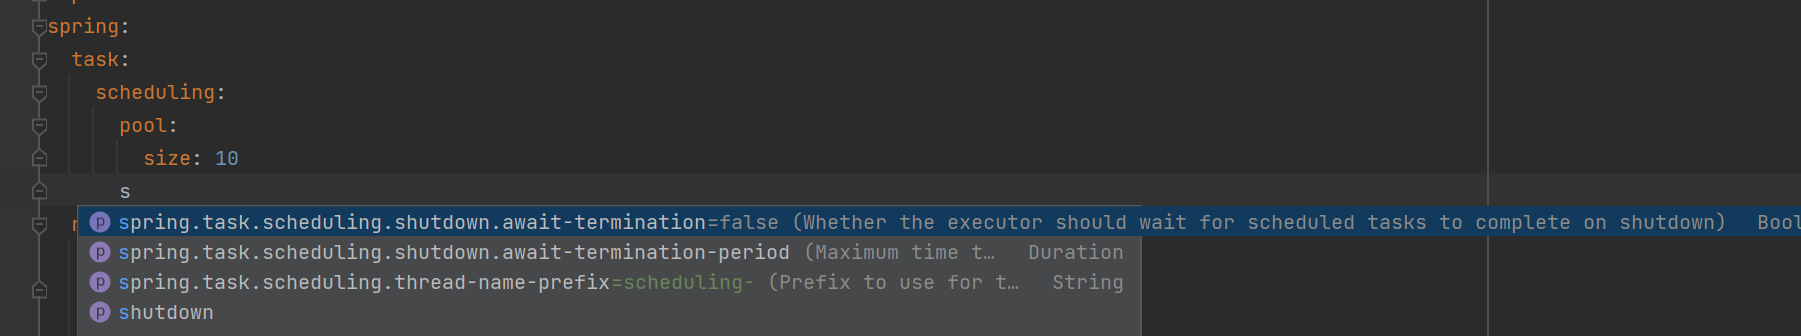 spring:
task:
scheduling:
pool:
size: 10
s
spring.task.scheduling.shutdown.await-termination=false (Whether the executor should wait for scheduled tasks to complete on shutdown) Bool
spring.task.scheduling.shutdown.await-termination-period (Maximum time t… Duration
spring.task.scheduling.thread-name-prefix=scheduling- (Prefix to use for t… String
shutdown